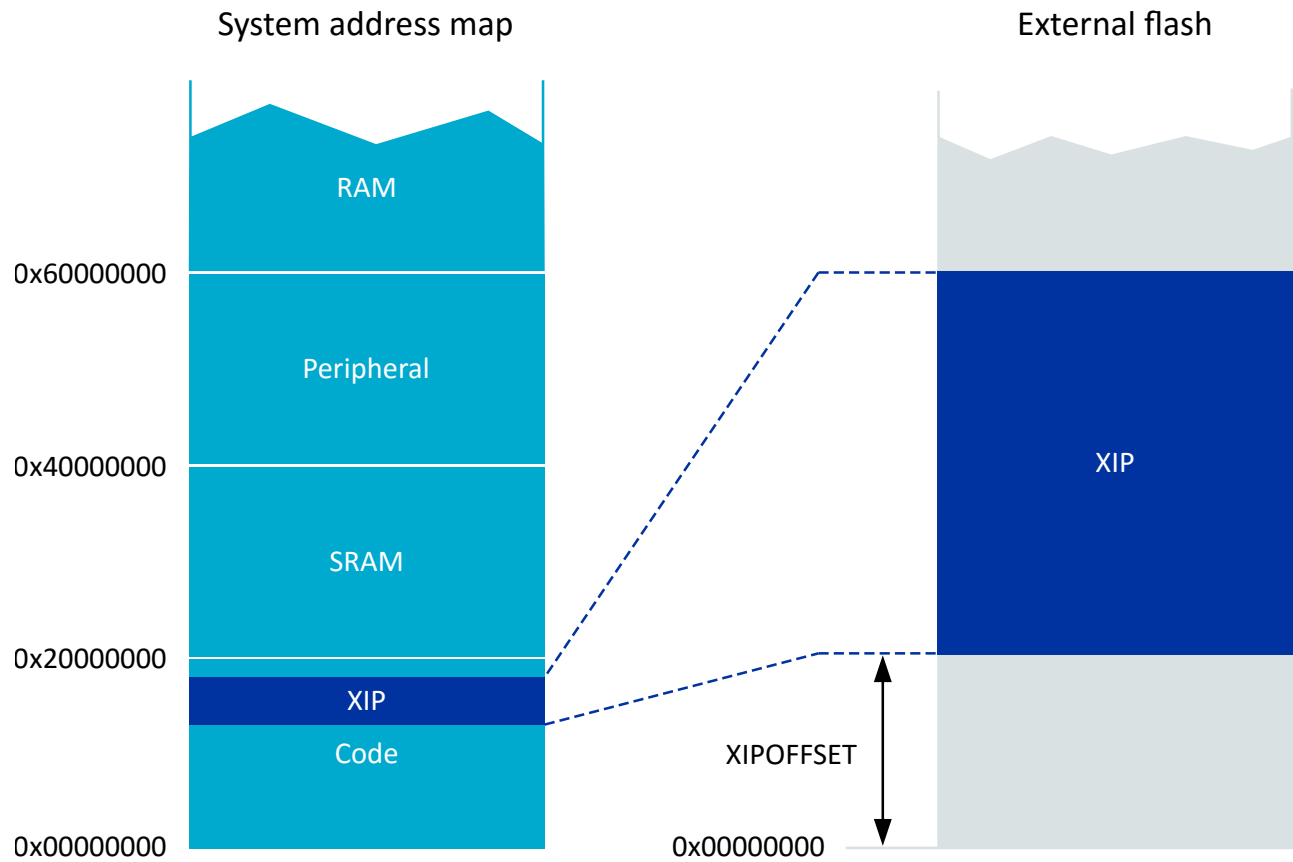 System address map
External flash
RAM
0x60000000
Peripheral
0x40000000
XIP
SRAM
0x20000000
XIP
Code
XIPOFFSET
0x00000000
0x00000000